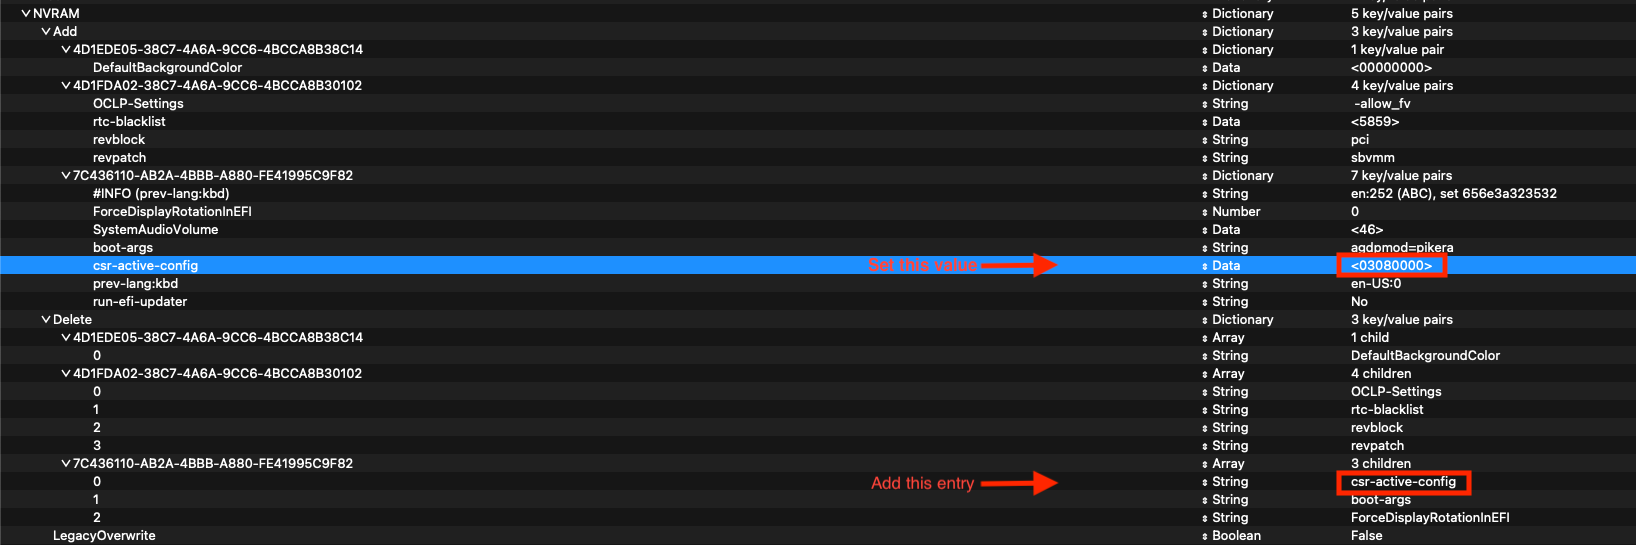 NVRAM Dictionary 5 key/value pairs
Add Dictionary 3 key/value pairs
4D1EDE05-38C7-4A6A-9CC6-4BCCA8B38C14 Dictionary 1 key/value pair
DefaultBackgroundColor Data <00000000>
4D1FDA02-38C7-4A6A-9CC6-4BCCA8B30102 Dictionary 4 key/value pairs
OCLP-Settings String -allow_fv
rtc-blacklist Data <5859>
revblock String pci
revpatch String sbvmm
7C436110-AB2A-4BBB-A880-FE41995C9F82 Dictionary 7 key/value pairs
#INFO (prev-lang:kbd) String en:252 (ABC), set 656e3a323532
ForceDisplayRotationInEFI Number 0
SystemAudioVolume Data <46>
boot-args String agdpmod=pikera
csr-active-config Set this value Data <03080000>
prev-lang:kbd String en-US:0
run-efi-updater String No
Delete Dictionary 3 key/value pairs
4D1EDE05-38C7-4A6A-9CC6-4BCCA8B38C14 Array 1 child
0 String DefaultBackgroundColor
4D1FDA02-38C7-4A6A-9CC6-4BCCA8B30102 Array 4 children
0 String OCLP-Settings
1 String rtc-blacklist
2 String revblock
3 String revpatch
7C436110-AB2A-4BBB-A880-FE41995C9F82 Array 3 children
0 Add this entry String csr-active-config
1 String boot-args
2 String ForceDisplayRotationInEFI
LegacyOverwrite Boolean False